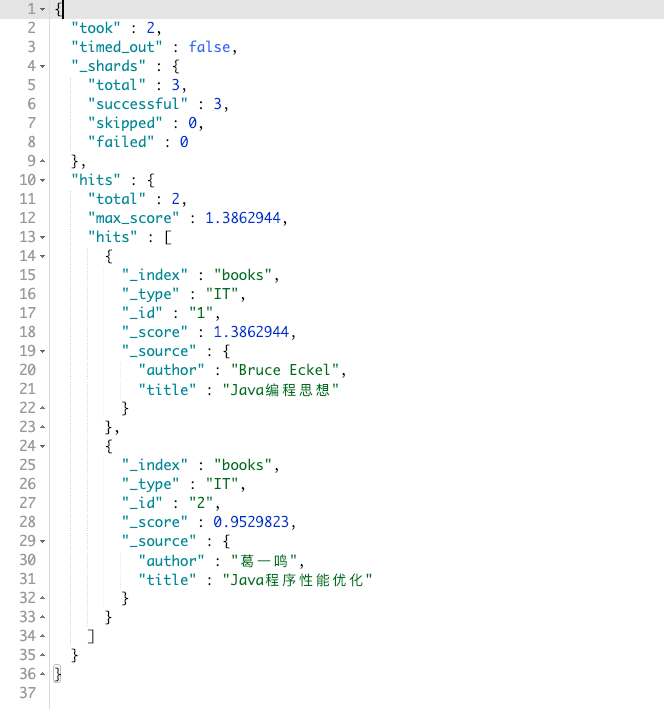 1 {
2 "took" : 2,
3 "timed_out" : false,
4 "_shards" : {
5 "total" : 3,
6 "successful" : 3,
7 "skipped" : 0,
8 "failed" : 0
9 },
10 "hits" : {
11 "total" : 2,
12 "max_score" : 1.3862944,
13 "hits" : [
14 {
15 "_index" : "books",
16 "_type" : "IT",
17 "_id" : "1",
18 "_score" : 1.3862944,
19 "_source" : {
20 "author" : "Bruce Eckel",
21 "title" : "Java编程思想"
22 }
23 },
24 {
25 "_index" : "books",
26 "_type" : "IT",
27 "_id" : "2",
28 "_score" : 0.9529823,
29 "_source" : {
30 "author" : "葛一鸣",
31 "title" : "Java程序性能优化"
32 }
33 }
34 ]
35 }
36 }
37